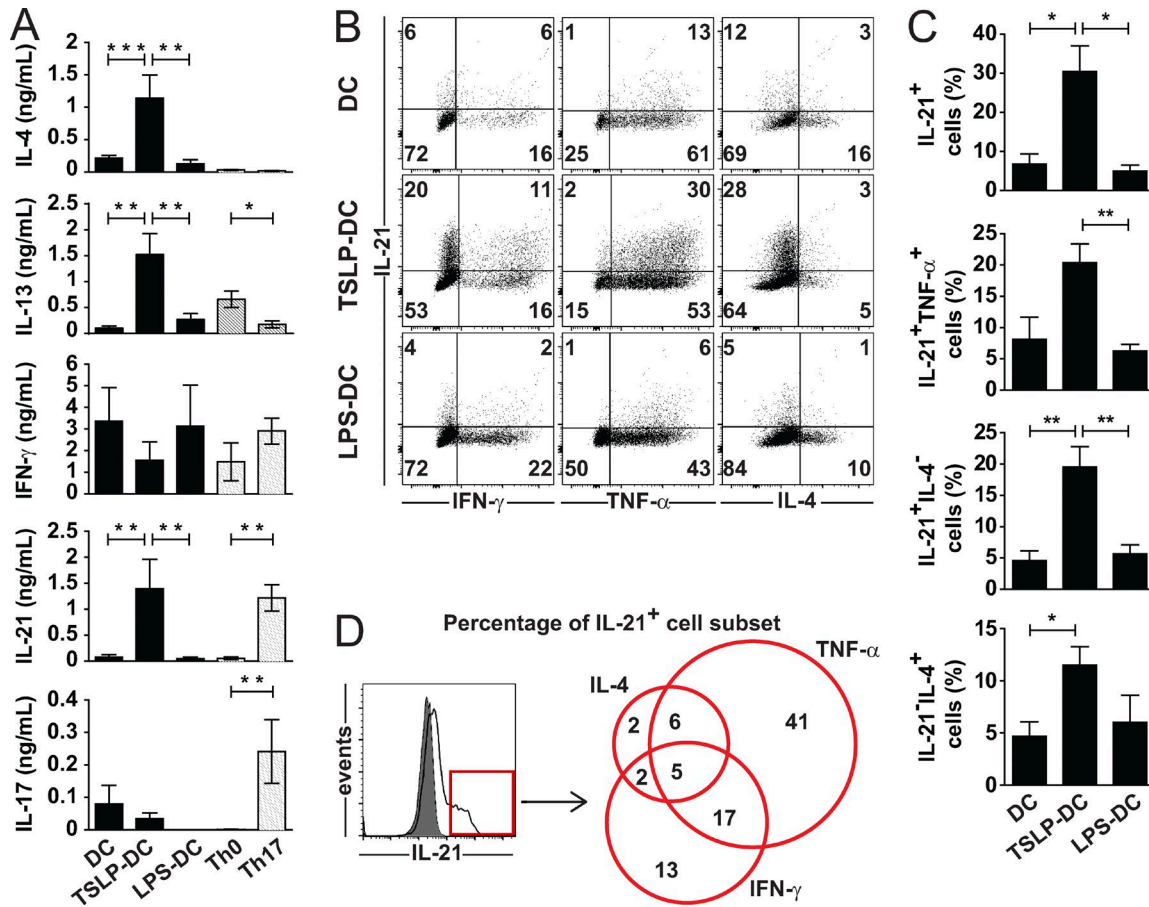 A
IL-4 (ng/mL)
2
1.5
1
0.5
0
*** **
IL-13 (ng/mL)
2.5
2
1.5
1
0.5
0
** ** *
IFN-γ (ng/mL)
6
5
4
3
2
1
0
IL-21 (ng/mL)
2.5
2
1.5
1
0.5
0
** ** **
IL-17 (ng/mL)
0.4
0.3
0.2
0.1
0
**
DC TSLP-DC LPS-DC Th0 Th17
B
DC
6 6 1 13 12 3
72 16 25 61 69 16
TSLP-DC
20 11 2 30 28 3
53 16 15 53 64 5
LPS-DC
4 2 1 6 5 1
72 22 50 43 84 10
IL-21
IFN-γ TNF-α IL-4
C
IL-21+
cells (%)
40
30
20
10
0
* *
IL-21+TNF-α+
cells (%)
25
20
15
10
5
0
**
IL-21+IL-4-
cells (%)
25
20
15
10
5
0
** **
IL-21-IL-4+
cells (%)
15
10
5
0
*
DC TSLP-DC LPS-DC
D
Percentage of IL-21+ cell subset
events
IL-21
IL-4
TNF-α
IFN-γ
2 6 41
2 5
17
13